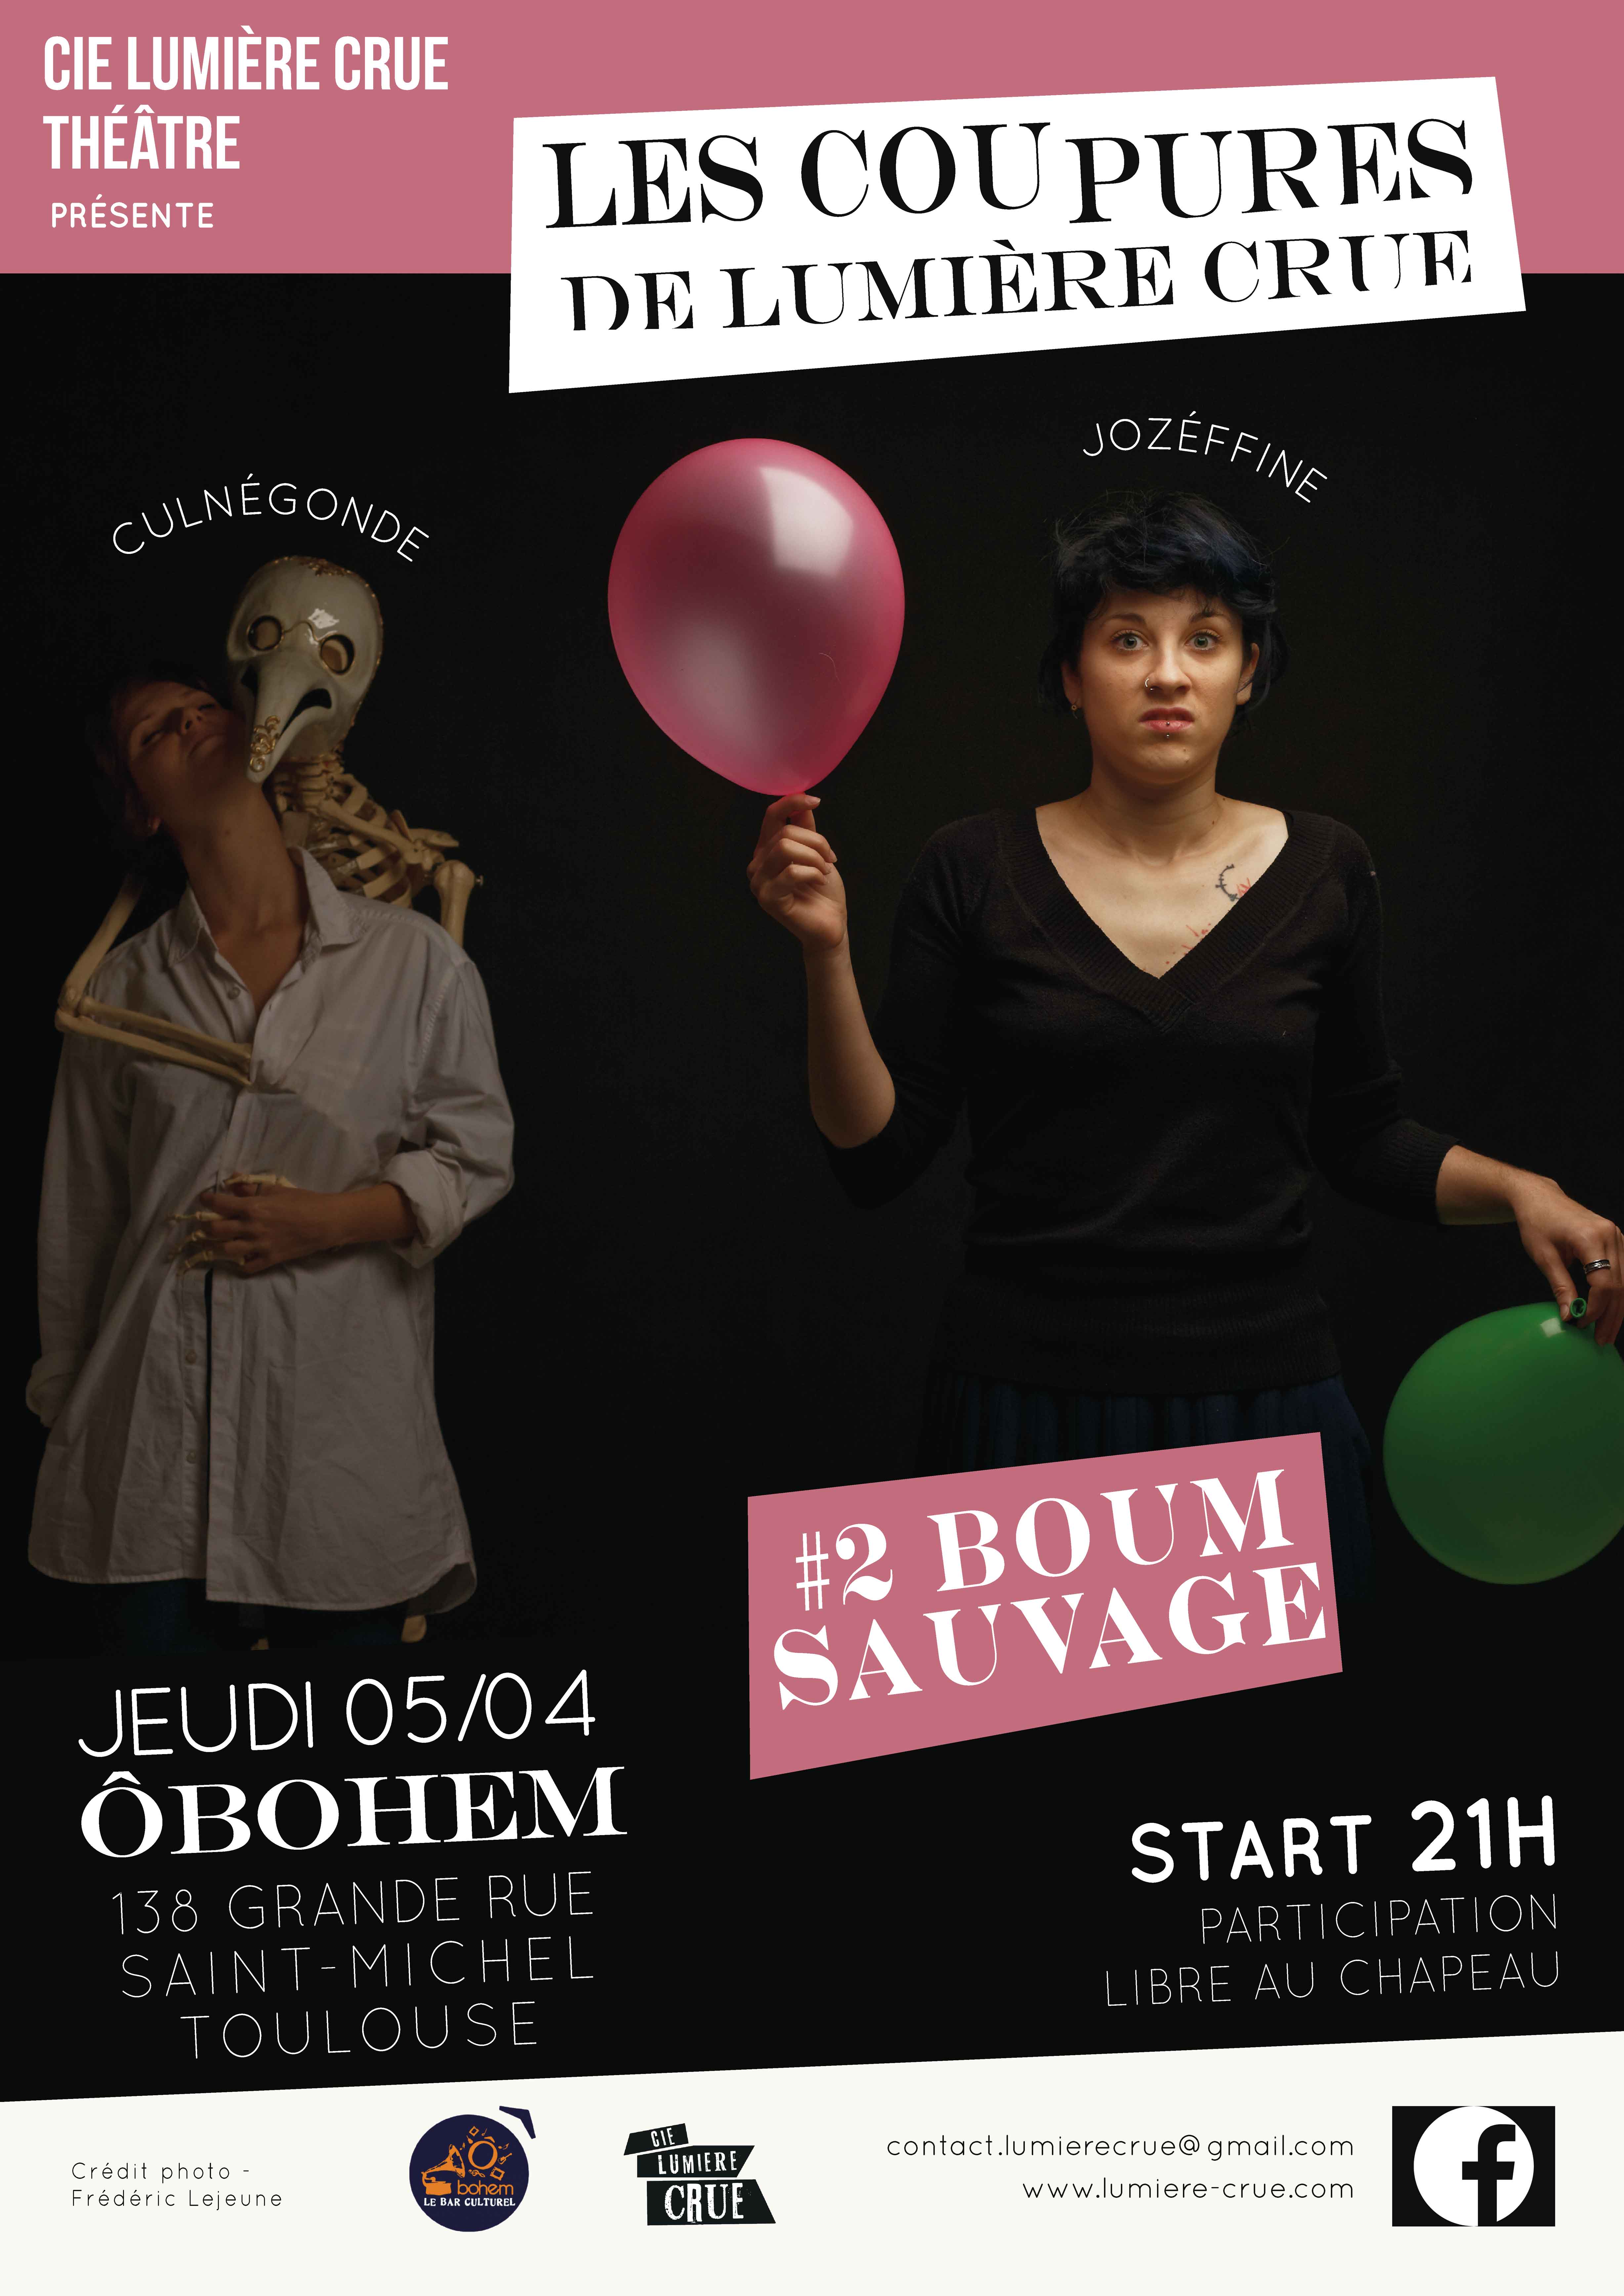 CIE LUMIÈRE CRUE
THÉÂTRE
PRÉSENTE
LES COUPURES
DE LUMIÈRE CRUE
CULNÉGONDE
JOZÉFFINE
#2 BOUM
SAUVAGE
JEUDI 05/04
ÔBOHEM
138 GRANDE RUE
SAINT-MICHEL
TOULOUSE
START 21H
PARTICIPATION
LIBRE AU CHAPEAU
Crédit photo -
Frédéric Lejeune
Ô
bohem
LE BAR CULTUREL
CIE
LUMIERE
CRUE
contact.lumierecrue@gmail.com
www.lumiere-crue.com
f